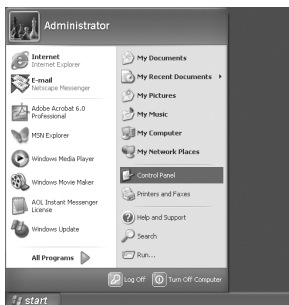 Administrator
Internet
Internet Explorer
E-mail
Netscape Messenger
Adobe Acrobat 6.0
Professional
MSN Explorer
Windows Media Player
Windows Movie Maker
AOL Instant Messenger
License
Windows Update
All Programs
My Documents
My Recent Documents
My Pictures
My Music
My Computer
My Network Places
Control Panel
Printers and Faxes
Help and Support
Search
Run...
Log Off
Turn Off Computer
start